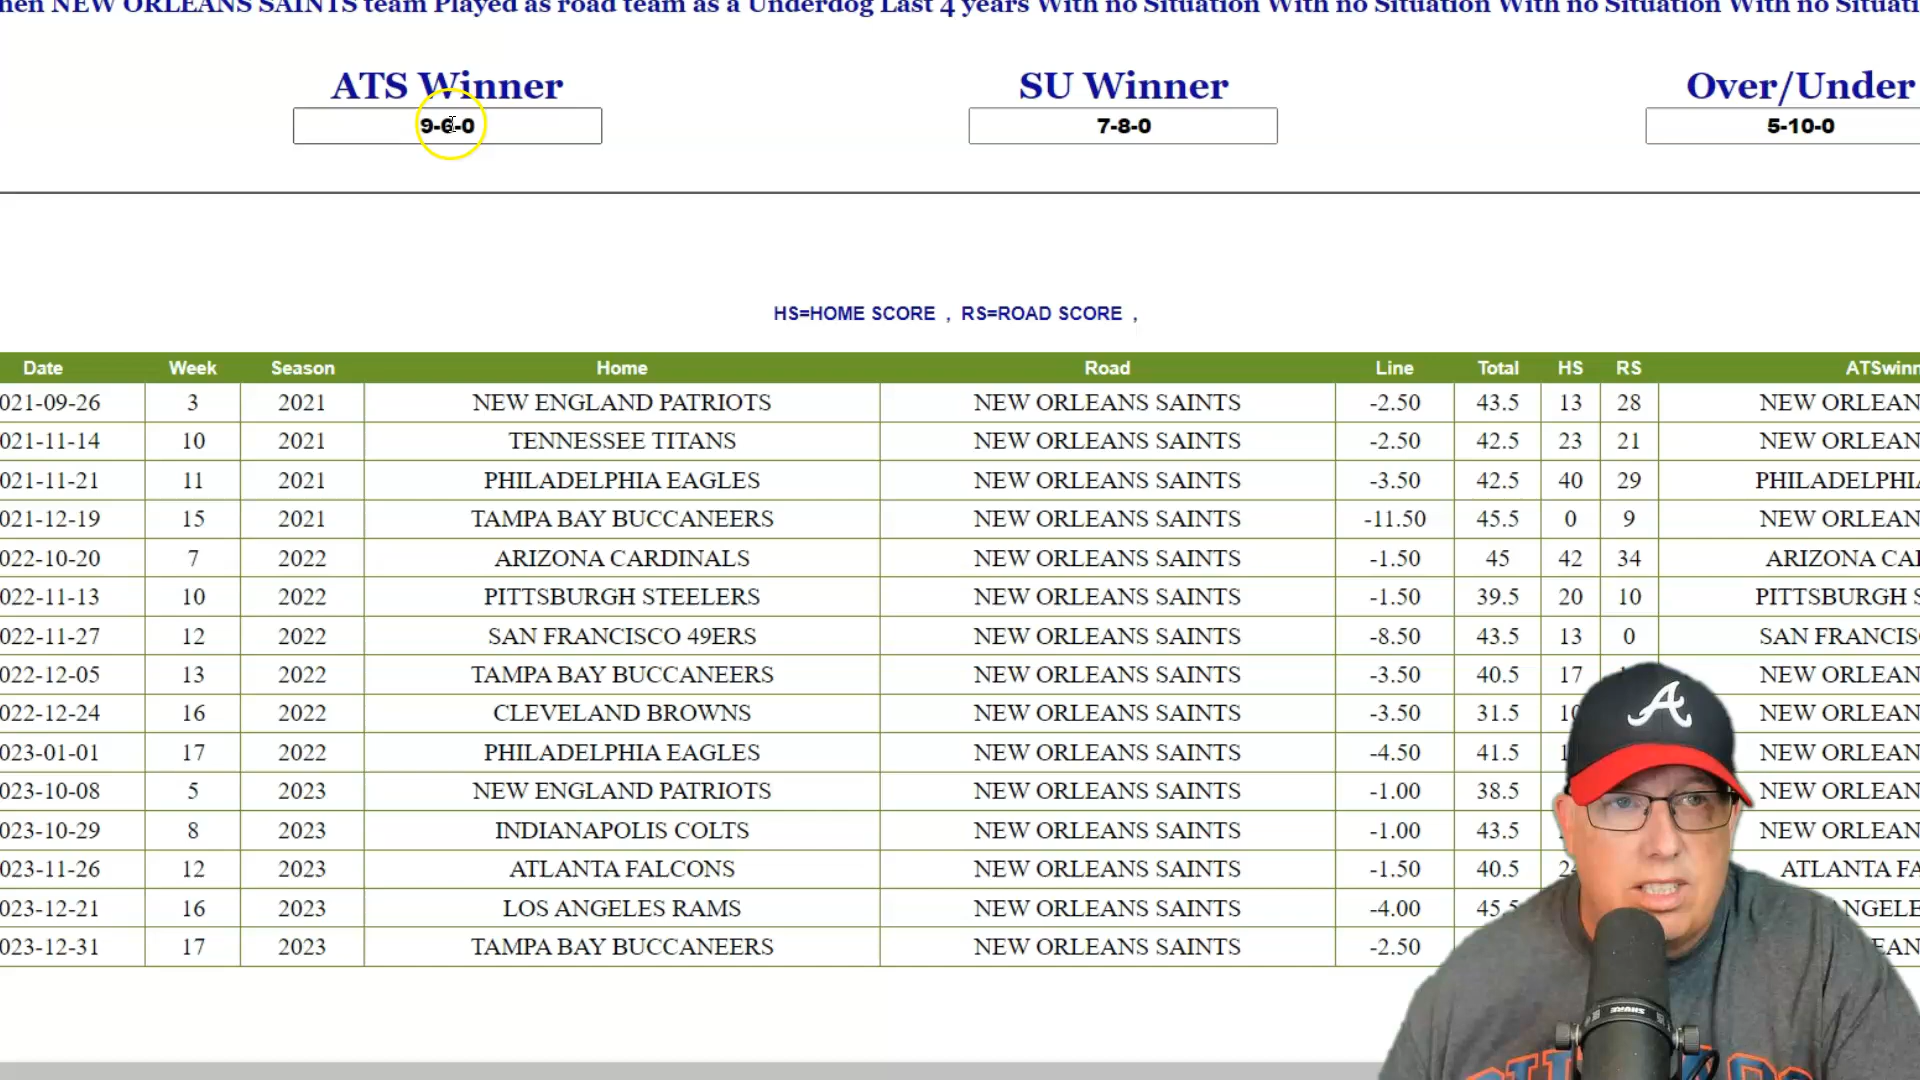 hen NEW ORLEANS SAINTS team Played as road team as a Underdog Last 4 years With no Situation With no Situation With no Situation With no Situati
ATS Winner SU Winner Over/Under
9-6-0 7-8-0 5-10-0
HS=HOME SCORE , RS=ROAD SCORE ,
Date Week Season Home Road Line Total HS RS ATSwinn
021-09-26 3 2021 NEW ENGLAND PATRIOTS NEW ORLEANS SAINTS -2.50 43.5 13 28 NEW ORLEAN
021-11-14 10 2021 TENNESSEE TITANS NEW ORLEANS SAINTS -2.50 42.5 23 21 NEW ORLEAN
021-11-21 11 2021 PHILADELPHIA EAGLES NEW ORLEANS SAINTS -3.50 42.5 40 29 PHILADELPHIA
021-12-19 15 2021 TAMPA BAY BUCCANEERS NEW ORLEANS SAINTS -11.50 45.5 0 9 NEW ORLEAN
022-10-20 7 2022 ARIZONA CARDINALS NEW ORLEANS SAINTS -1.50 45 42 34 ARIZONA CA
022-11-13 10 2022 PITTSBURGH STEELERS NEW ORLEANS SAINTS -1.50 39.5 20 10 PITTSBURGH S
022-11-27 12 2022 SAN FRANCISCO 49ERS NEW ORLEANS SAINTS -8.50 43.5 13 0 SAN FRANCIS
022-12-05 13 2022 TAMPA BAY BUCCANEERS NEW ORLEANS SAINTS -3.50 40.5 17 NEW ORLEAN
022-12-24 16 2022 CLEVELAND BROWNS NEW ORLEANS SAINTS -3.50 31.5 10 NEW ORLEAN
023-01-01 17 2022 PHILADELPHIA EAGLES NEW ORLEANS SAINTS -4.50 41.5 NEW ORLEAN
023-10-08 5 2023 NEW ENGLAND PATRIOTS NEW ORLEANS SAINTS -1.00 38.5 NEW ORLEAN
023-10-29 8 2023 INDIANAPOLIS COLTS NEW ORLEANS SAINTS -1.00 43.5 NEW ORLEAN
023-11-26 12 2023 ATLANTA FALCONS NEW ORLEANS SAINTS -1.50 40.5 24 ATLANTA FA
023-12-21 16 2023 LOS ANGELES RAMS NEW ORLEANS SAINTS -4.00 45.5 NGELE
023-12-31 17 2023 TAMPA BAY BUCCANEERS NEW ORLEANS SAINTS -2.50 EAN
A
SHURE